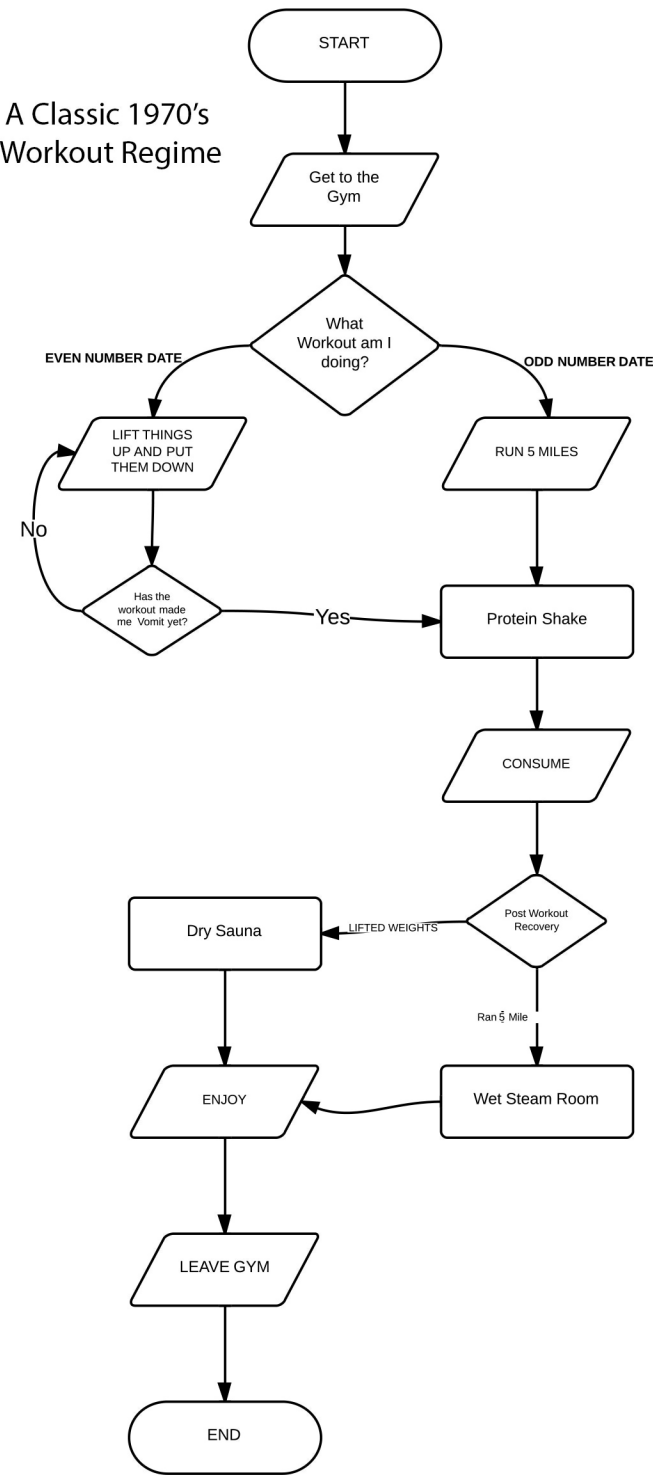 START
A Classic 1970's
Workout Regime
Get to the
Gym
What
Workout am I
doing?
EVEN NUMBER DATE
ODD NUMBER DATE
LIFT THINGS
UP AND PUT
THEM DOWN
RUN 5 MILES
No
Has the
workout made
me Vomit yet?
Yes
Protein Shake
CONSUME
Post Workout
Recovery
LIFTED WEIGHTS
Dry Sauna
Ran 5 Mile
ENJOY
Wet Steam Room
LEAVE GYM
END